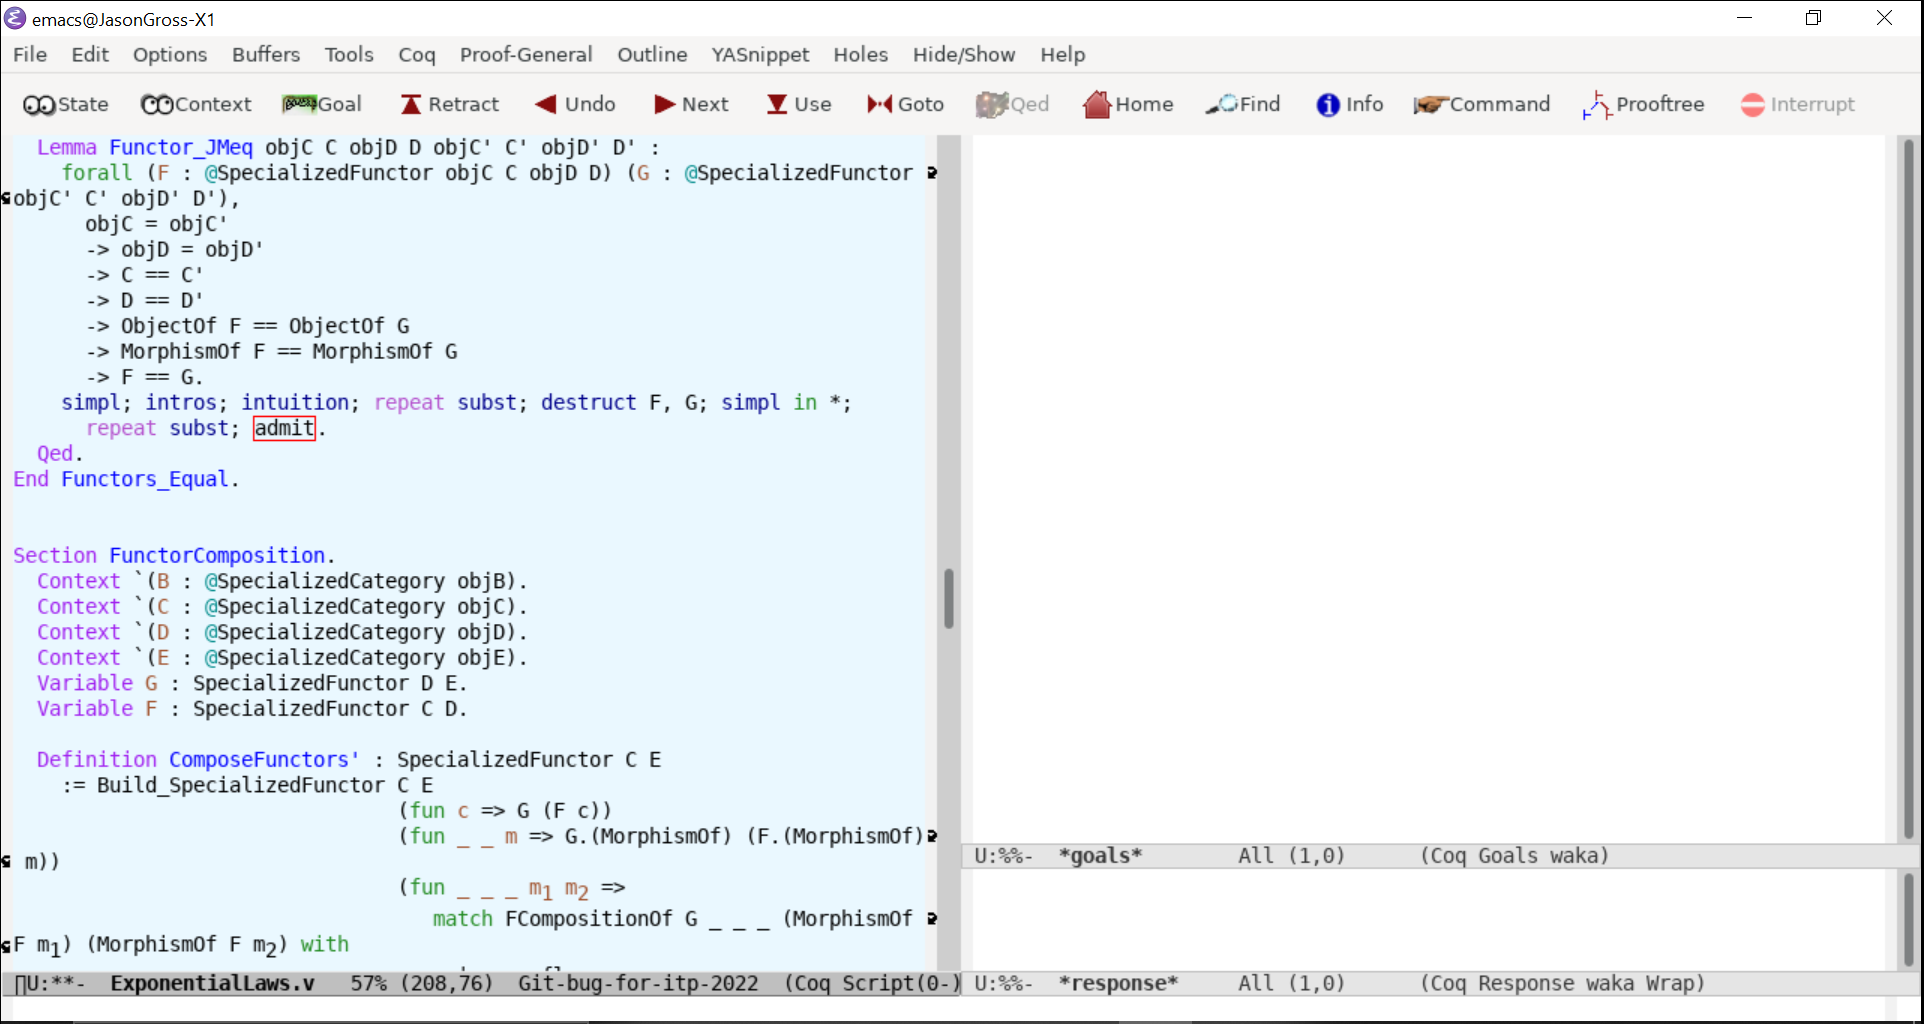 emacs@JasonGross-X1
File Edit Options Buffers Tools Coq Proof-General Outline YASnippet Holes Hide/Show Help
State Context Goal Retract Undo Next Use Goto Qed Home Find Info Command Prooftree Interrupt
Lemma Functor_JMeq objC C objD D objC' C' objD' D' :
forall (F : @SpecializedFunctor objC C objD D) (G : @SpecializedFunctor
objC' C' objD' D'),
objC = objC'
-> objD = objD'
-> C == C'
-> D == D'
-> ObjectOf F == ObjectOf G
-> MorphismOf F == MorphismOf G
-> F == G.
simpl; intros; intuition; repeat subst; destruct F, G; simpl in *;
repeat subst; admit.
Qed.
End Functors_Equal.
Section FunctorComposition.
Context `(B : @SpecializedCategory objB).
Context `(C : @SpecializedCategory objC).
Context `(D : @SpecializedCategory objD).
Context `(E : @SpecializedCategory objE).
Variable G : SpecializedFunctor D E.
Variable F : SpecializedFunctor C D.
Definition ComposeFunctors' : SpecializedFunctor C E
:= Build_SpecializedFunctor C E
(fun c => G (F c))
(fun _ _ m => G.(MorphismOf) (F.(MorphismOf)
m))
(fun _ _ _ m₁ m₂ =>
match FCompositionOf G _ _ _ (MorphismOf
F m₁) (MorphismOf F m₂) with
U:**- ExponentialLaws.v 57% (208,76) Git-bug-for-itp-2022 (Coq Script(0-)
U:%%- *goals* All (1,0) (Coq Goals waka)
U:%%- *response* All (1,0) (Coq Response waka Wrap)